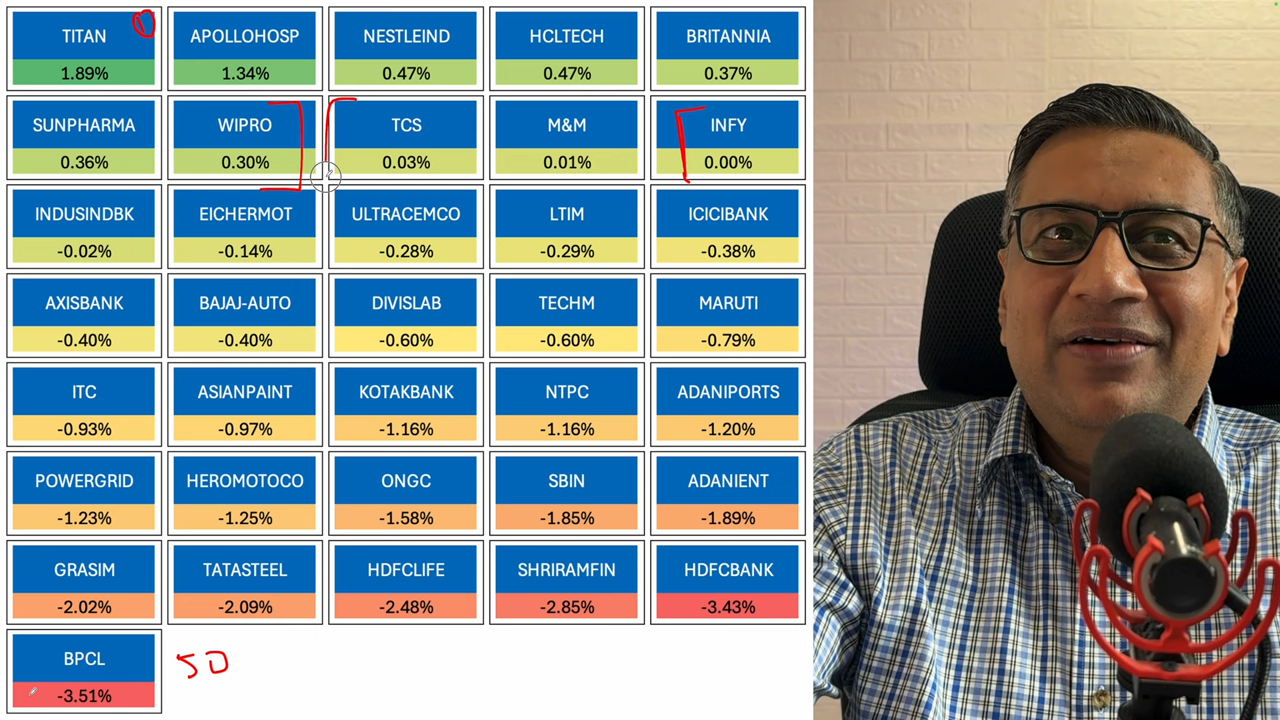 TITAN APOLLOHOSP NESTLEIND HCLTECH BRITANNIA
1.89% 1.34% 0.47% 0.47% 0.37%
SUNPHARMA WIPRO TCS M&M INFY
0.36% 0.30% 0.03% 0.01% 0.00%
INDUSINDBK EICHERMOT ULTRACEMCO LTIM ICICIBANK
-0.02% -0.14% -0.28% -0.29% -0.38%
AXISBANK BAJAJ-AUTO DIVISLAB TECHM MARUTI
-0.40% -0.40% -0.60% -0.60% -0.79%
ITC ASIANPAINT KOTAKBANK NTPC ADANIPORTS
-0.93% -0.97% -1.16% -1.16% -1.20%
POWERGRID HEROMOTOCO ONGC SBIN ADANIENT
-1.23% -1.25% -1.58% -1.85% -1.89%
GRASIM TATASTEEL HDFCLIFE SHRIRAMFIN HDFCBANK
-2.02% -2.09% -2.48% -2.85% -3.43%
BPCL 50
-3.51%